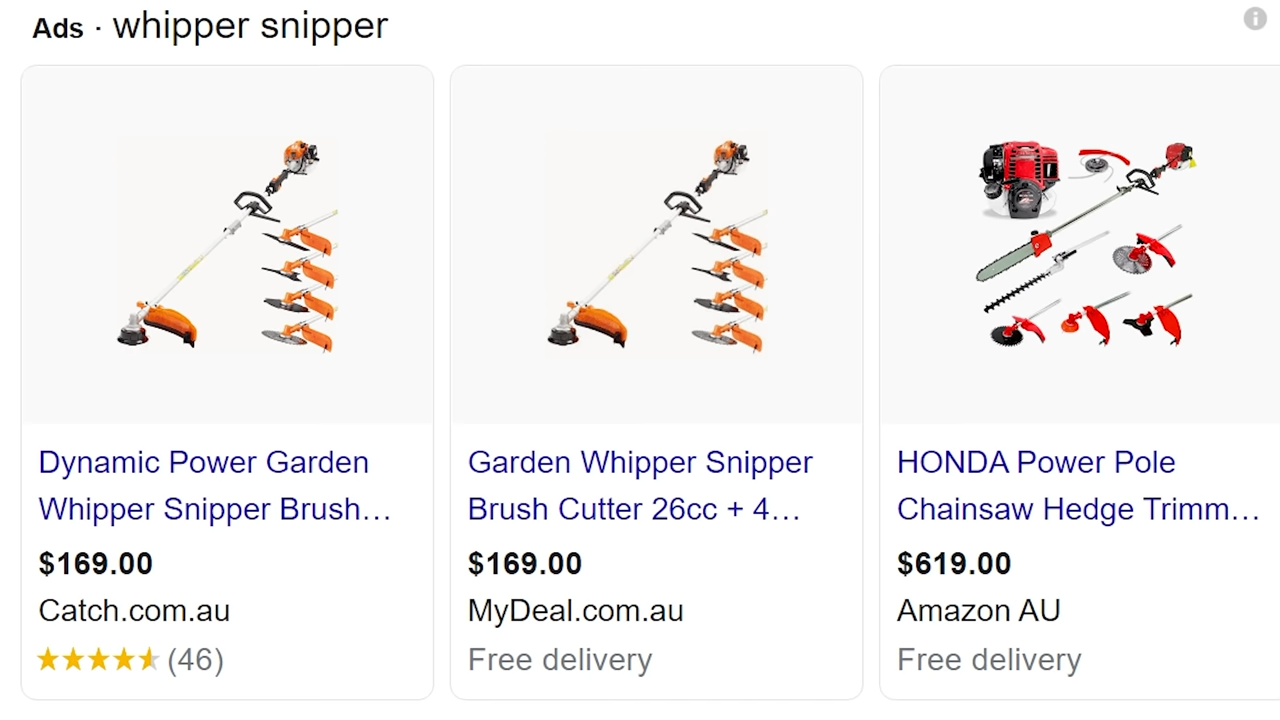 Ads · whipper snipper
Dynamic Power Garden
Whipper Snipper Brush...
$169.00
Catch.com.au
(46)
Garden Whipper Snipper
Brush Cutter 26cc + 4...
$169.00
MyDeal.com.au
Free delivery
HONDA Power Pole
Chainsaw Hedge Trimm...
$619.00
Amazon AU
Free delivery